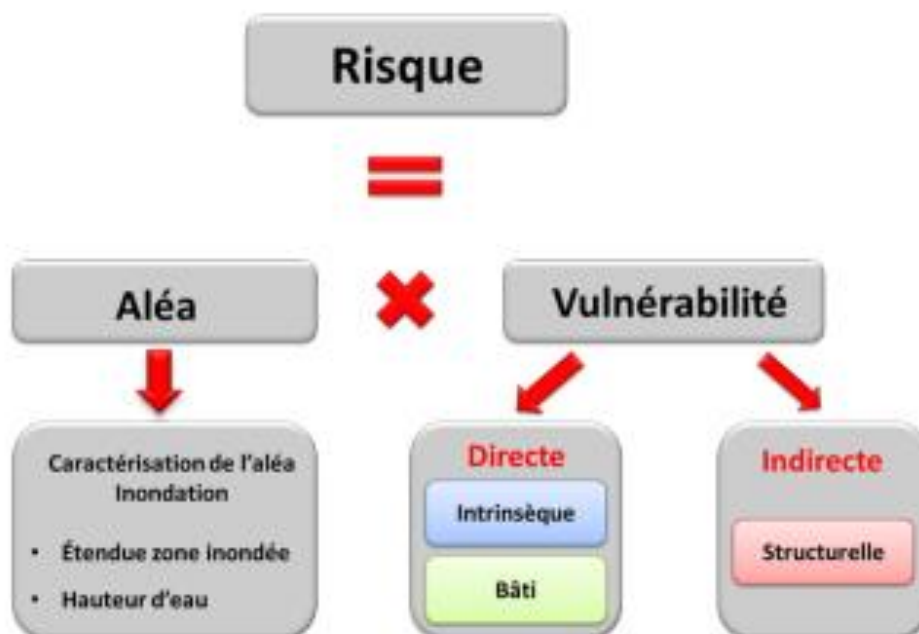 Risque
=
Aléa
×
Vulnérabilité
Caractérisation de l'aléa
Inondation
• Étendue zone inondée
• Hauteur d'eau
Directe
Intrinsèque
Bâti
Indirecte
Structurelle